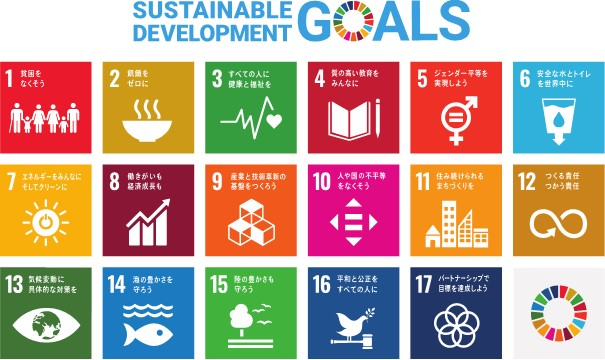 SUSTAINABLE
DEVELOPMENT
GOALS
1 貧困を
なくそう
2 飢餓を
ゼロに
3 すべての人に
健康と福祉を
4 質の高い教育を
みんなに
5 ジェンダー平等を
実現しよう
6 安全な水とトイレ
を世界中に
7 エネルギーをみんなに
そしてクリーンに
8 働きがいも
経済成長も
9 産業と技術革新の
基盤をつくろう
10 人や国の不平等
をなくそう
11 住み続けられる
まちづくりを
12 つくる責任
つかう責任
13 気候変動に
具体的な対策を
14 海の豊かさを
守ろう
15 陸の豊かさも
守ろう
16 平和と公正を
すべての人に
17 パートナーシップで
目標を達成しよう